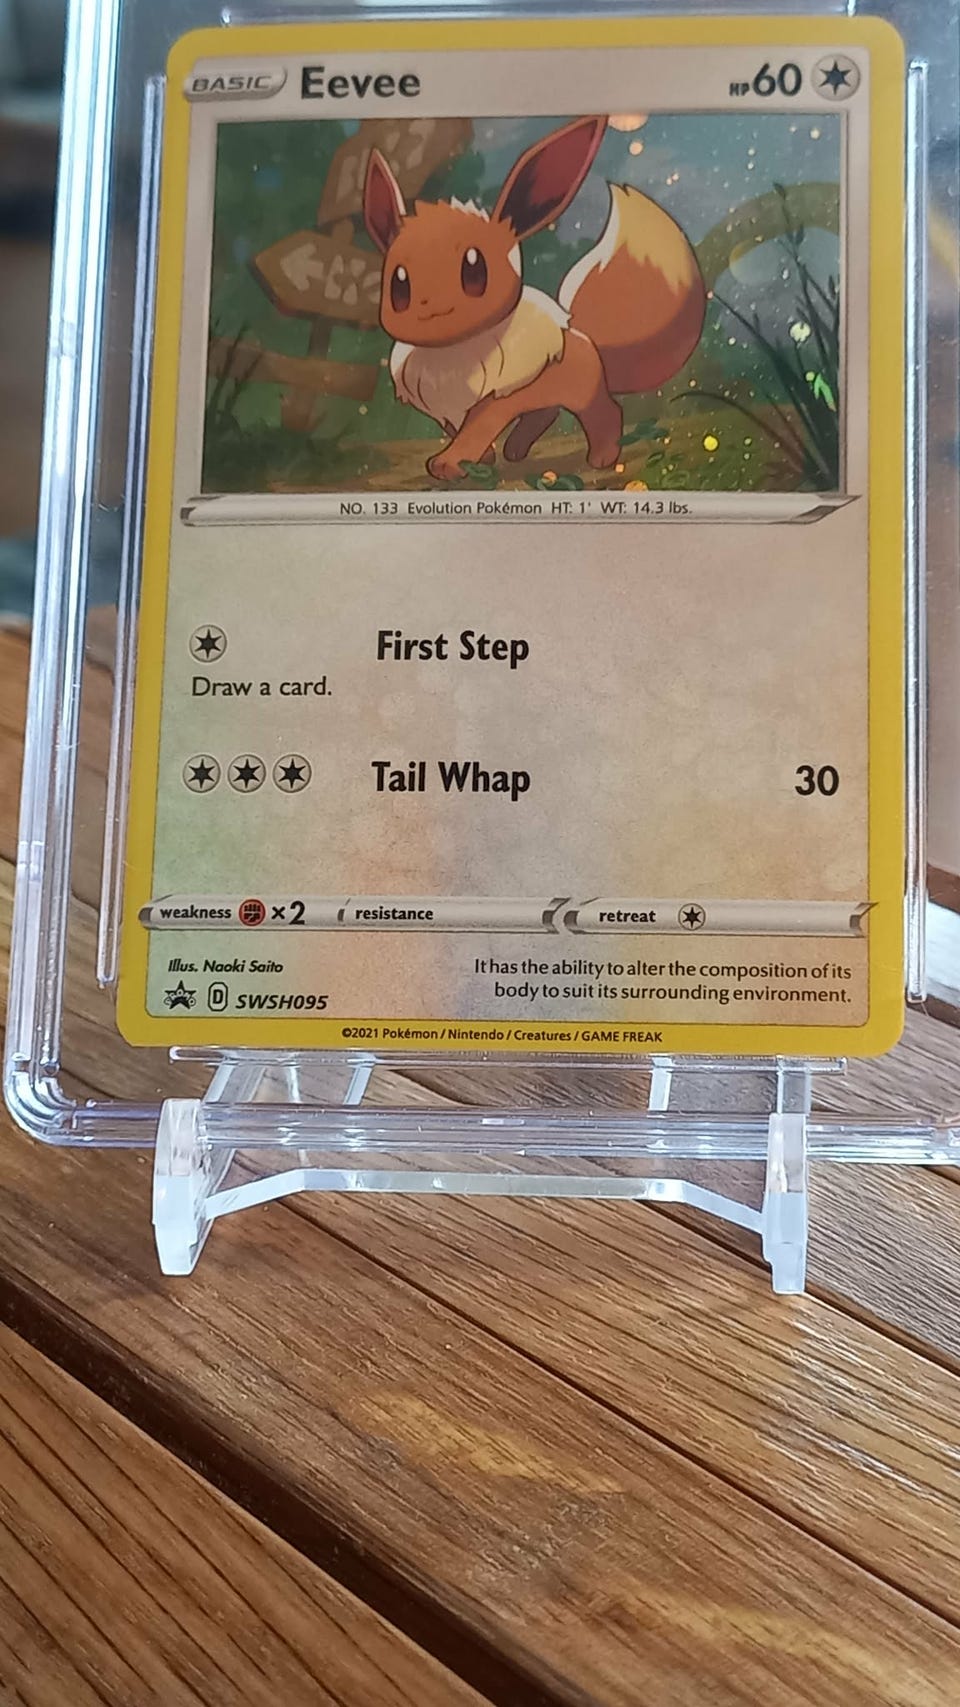 BASIC Eevee HP 60
NO. 133 Evolution Pokémon HT: 1' WT: 14.3 lbs.
First Step
Draw a card.
Tail Whap 30
weakness ×2 resistance retreat
Illus. Naoki Saito
D SWSH095
It has the ability to alter the composition of its
body to suit its surrounding environment.
©2021 Pokémon / Nintendo / Creatures / GAME FREAK